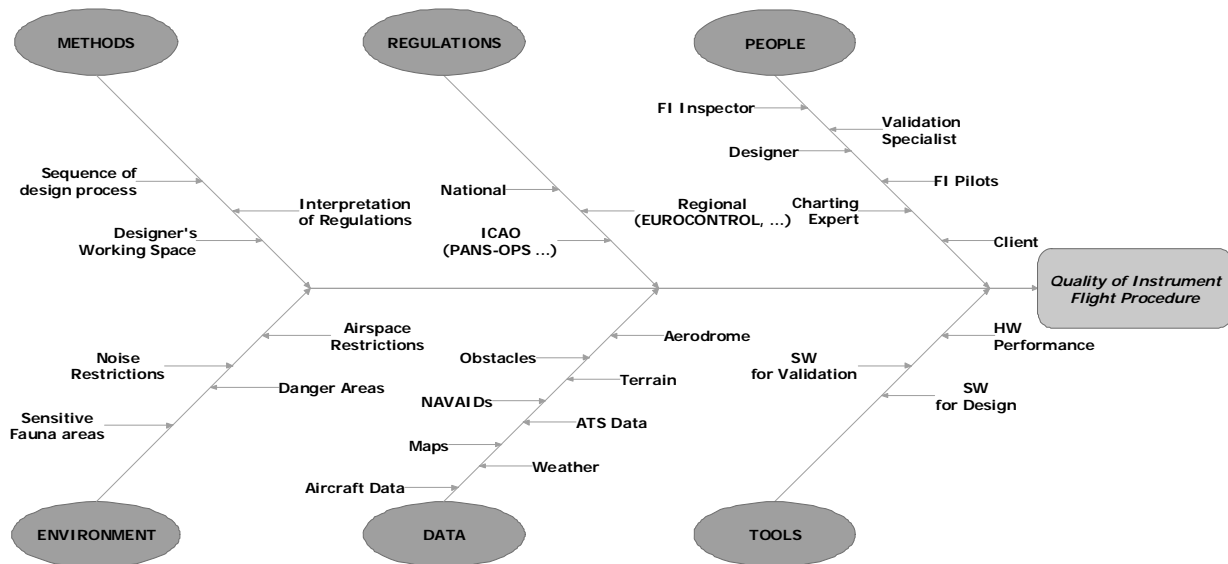 METHODS
REGULATIONS
PEOPLE
FI Inspector
Validation
Specialist
Designer
Sequence of
design process
National
FI Pilots
Interpretation
of Regulations
Regional
(EUROCONTROL, ...)
Charting
Expert
Designer's
Working Space
ICAO
(PANS-OPS ...)
Client
Quality of Instrument
Flight Procedure
Airspace
Restrictions
Aerodrome
HW
Performance
Noise
Restrictions
Obstacles
SW
for Validation
Danger Areas
Terrain
SW
for Design
NAVAIDs
Sensitive
Fauna areas
ATS Data
Maps
Weather
Aircraft Data
ENVIRONMENT
DATA
TOOLS